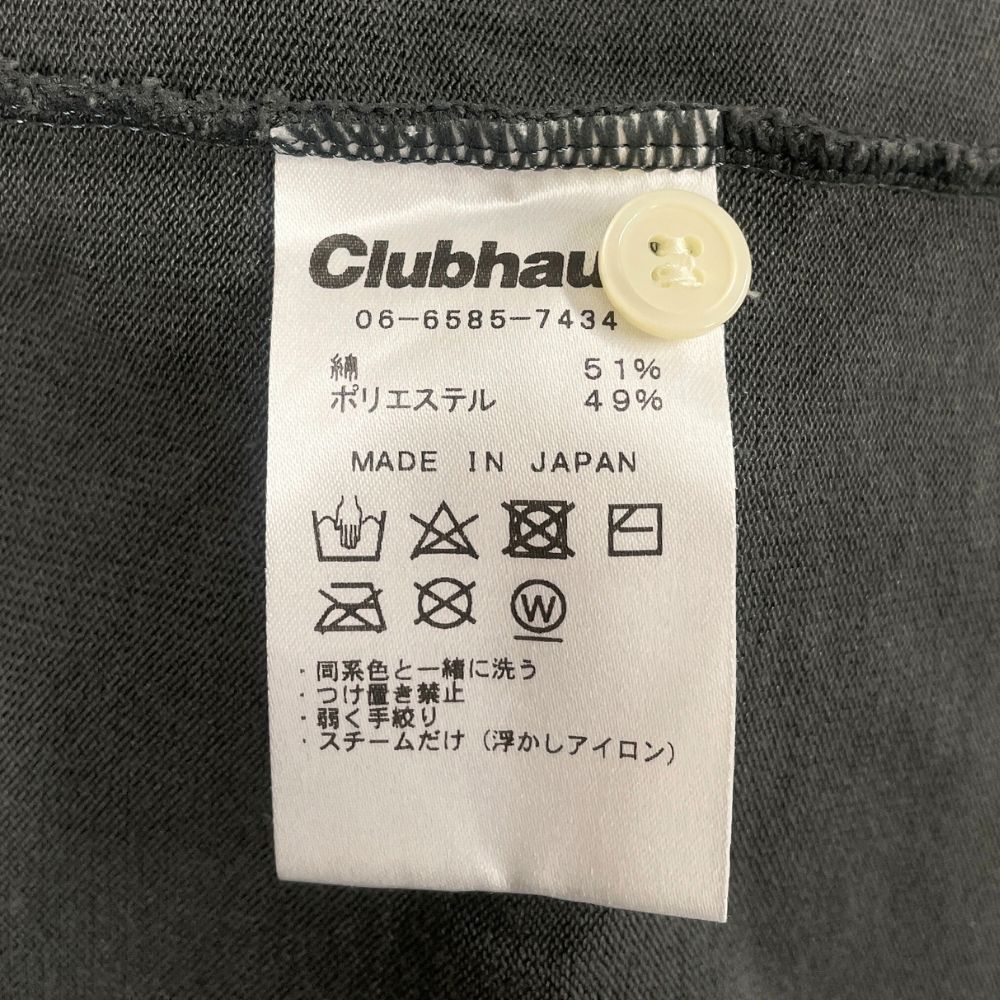 Clubhau
06-6585-7434
綿 51%
ポリエステル 49%
MADE IN JAPAN
W
・同系色と一緒に洗う
・つけ置き禁止
・弱く手絞り
・スチームだけ（浮かしアイロン）